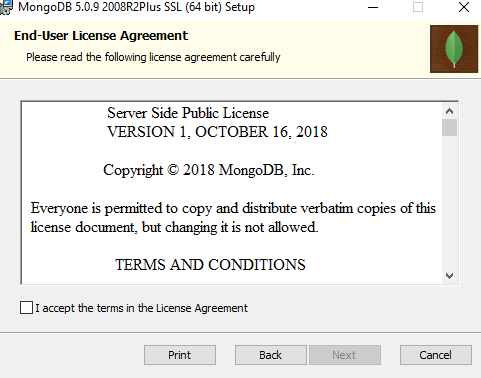 MongoDB 5.0.9 2008R2Plus SSL (64 bit) Setup
End-User License Agreement
Please read the following license agreement carefully
Server Side Public License
VERSION 1, OCTOBER 16, 2018
Copyright © 2018 MongoDB, Inc.
Everyone is permitted to copy and distribute verbatim copies of this
license document, but changing it is not allowed.
TERMS AND CONDITIONS
I accept the terms in the License Agreement
Print
Back
Next
Cancel